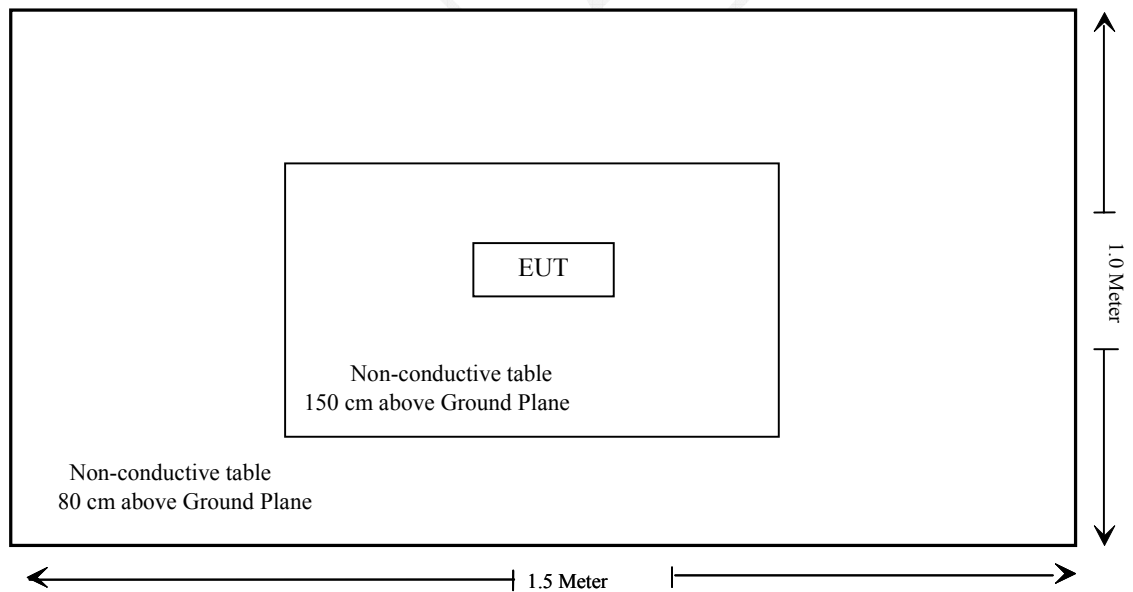 EUT
Non-conductive table
150 cm above Ground Plane
Non-conductive table
80 cm above Ground Plane
1.0 Meter
1.5 Meter